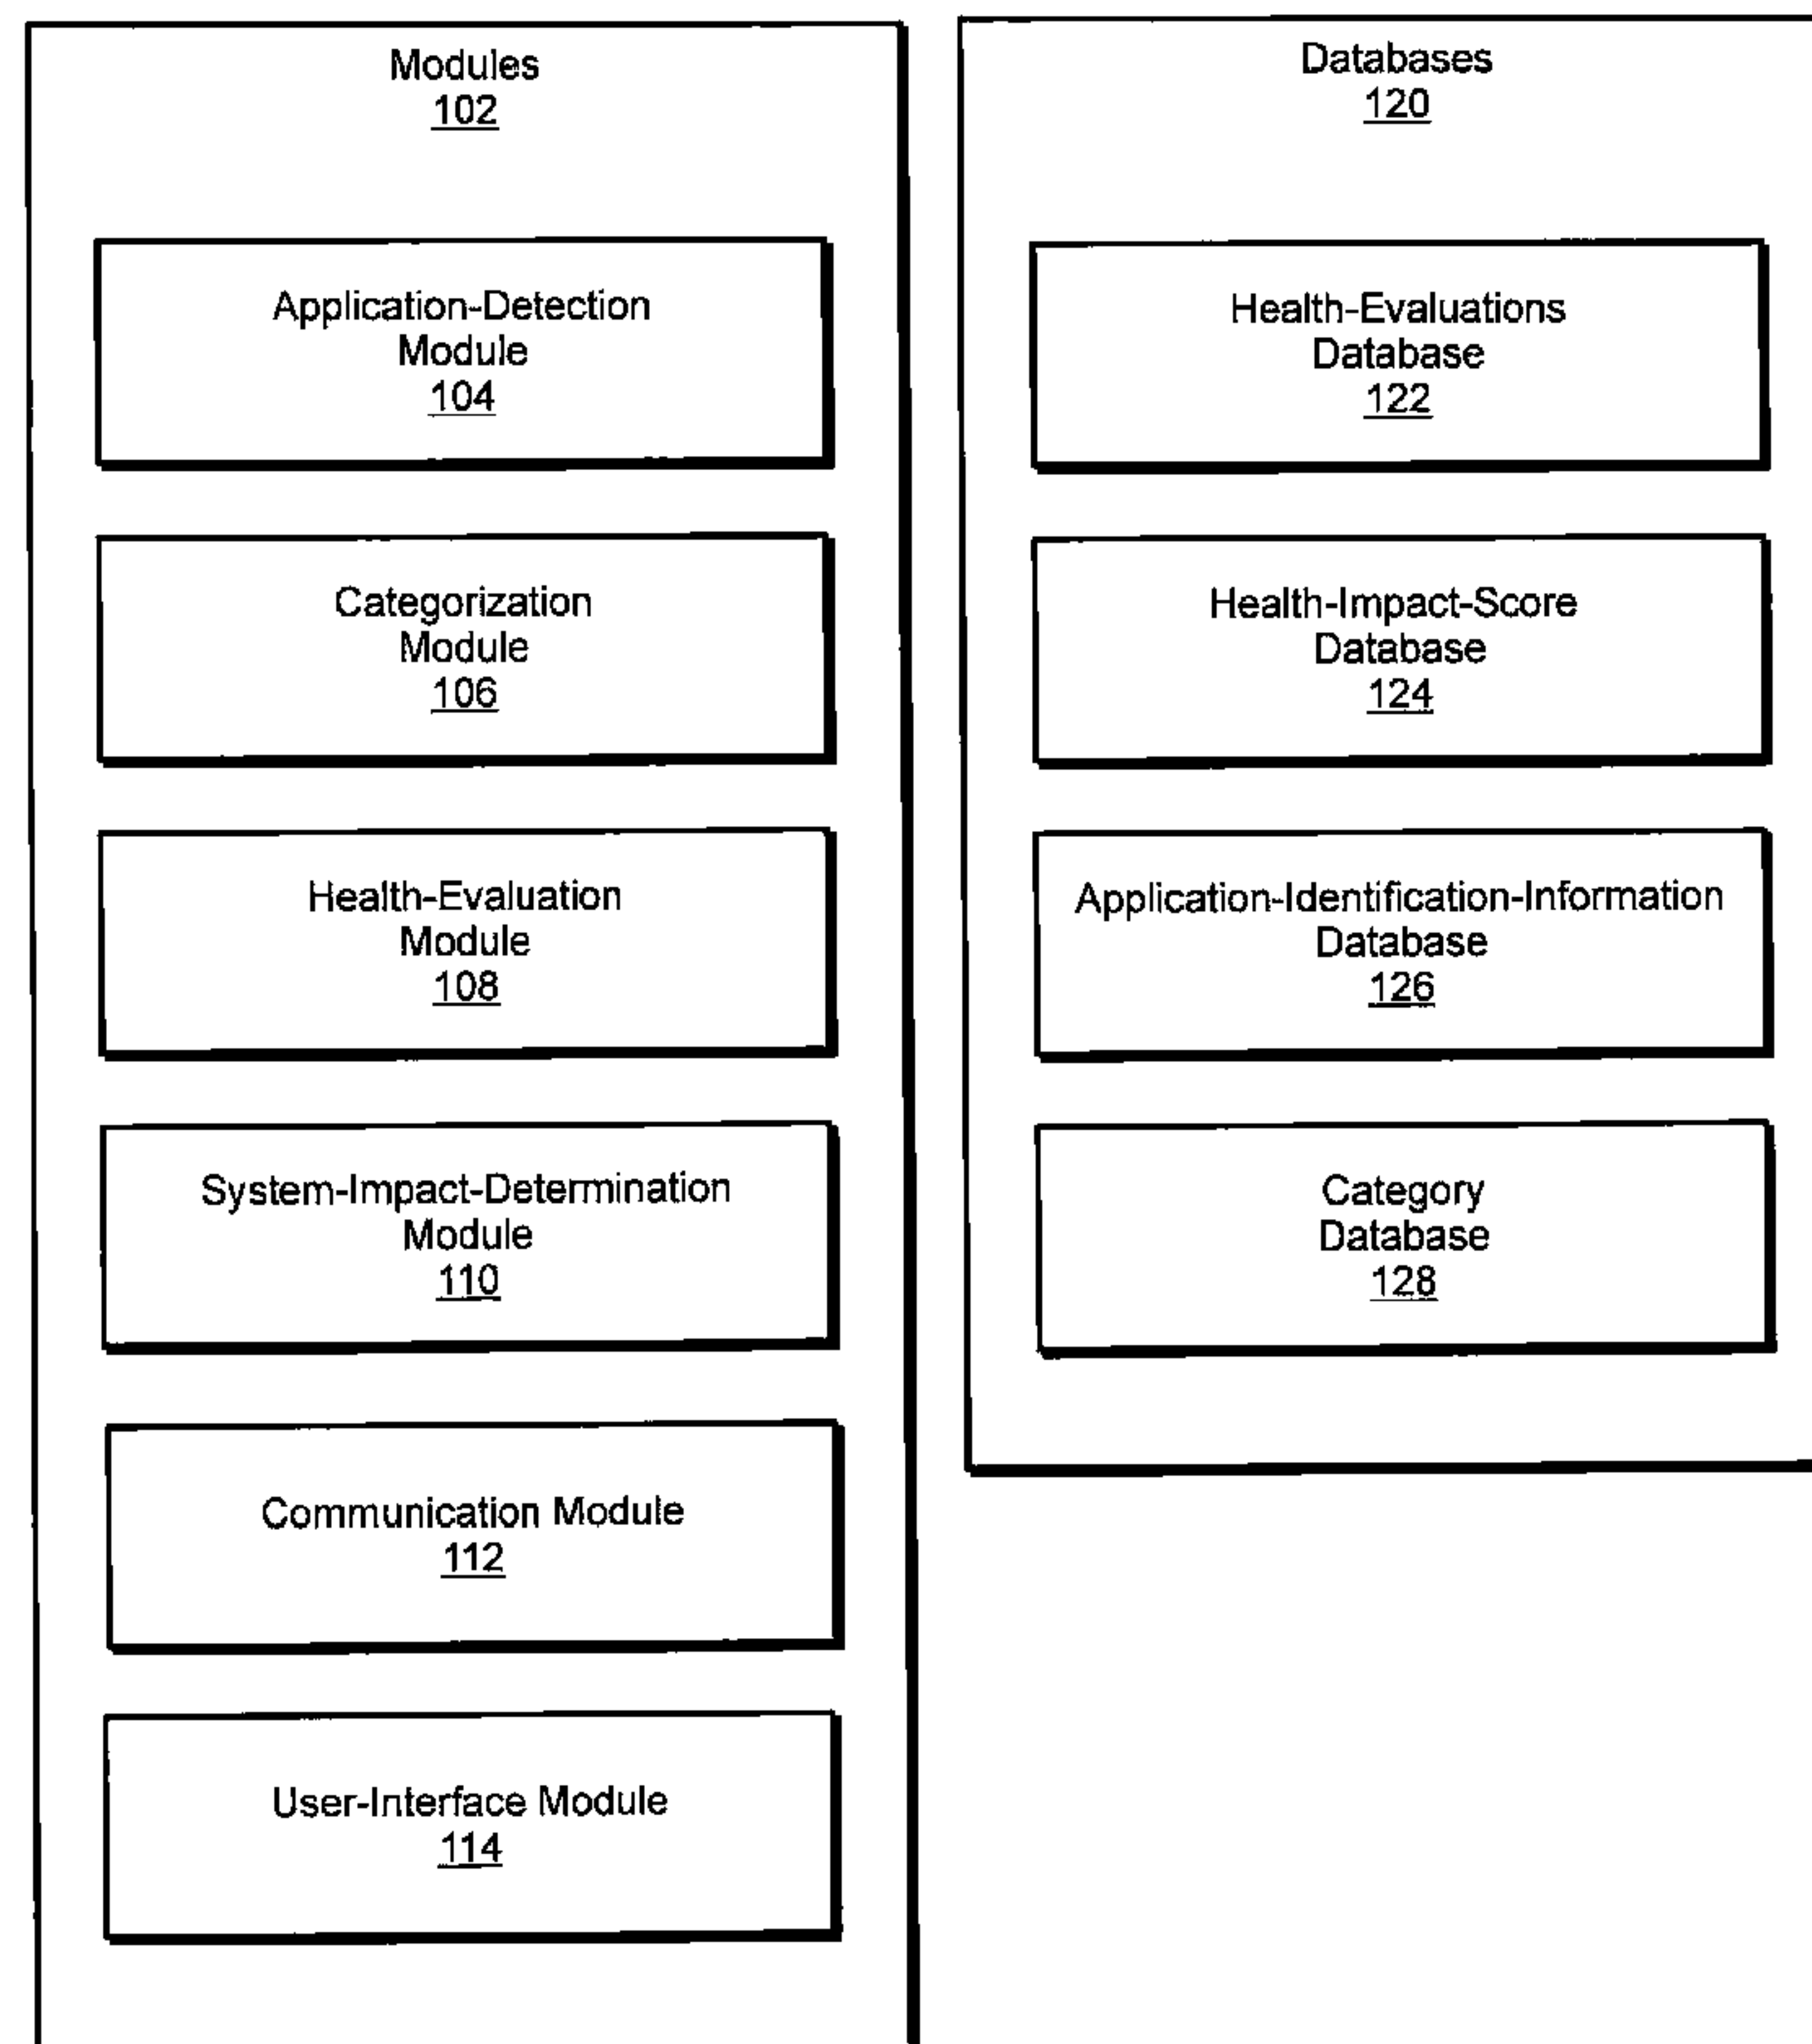 Modules
102
Application-Detection
Module
104
Categorization
Module
106
Health-Evaluation
Module
108
System-Impact-Determination
Module
110
Communication Module
112
User-Interface Module
114
Databases
120
Health-Evaluations
Database
122
Health-Impact-Score
Database
124
Application-Identification-Information
Database
126
Category
Database
128